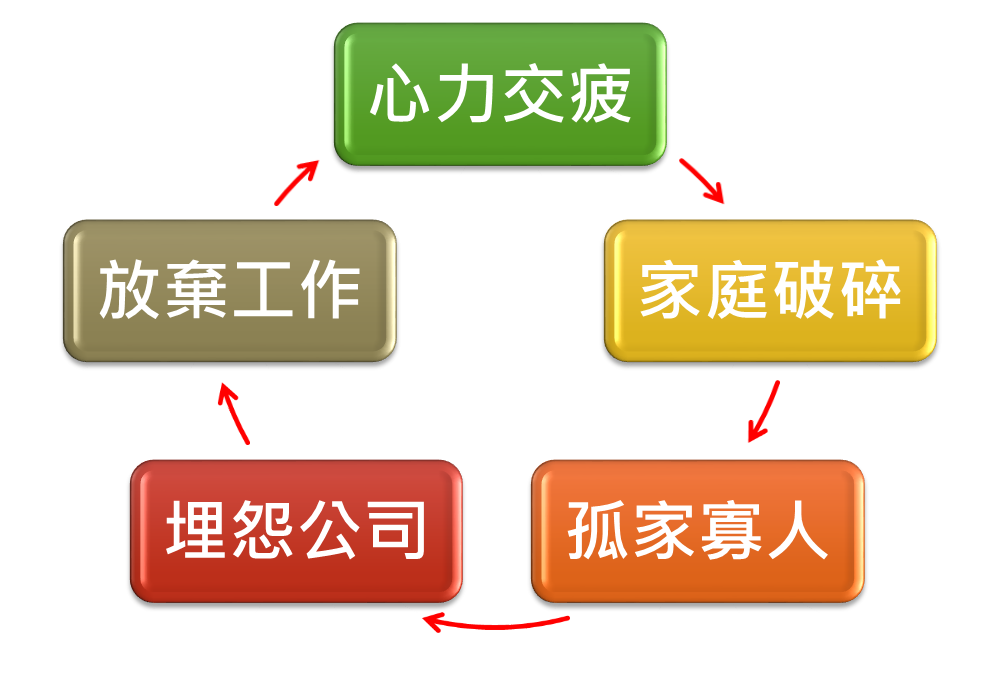 心力交疲
家庭破碎
孤家寡人
埋怨公司
放棄工作